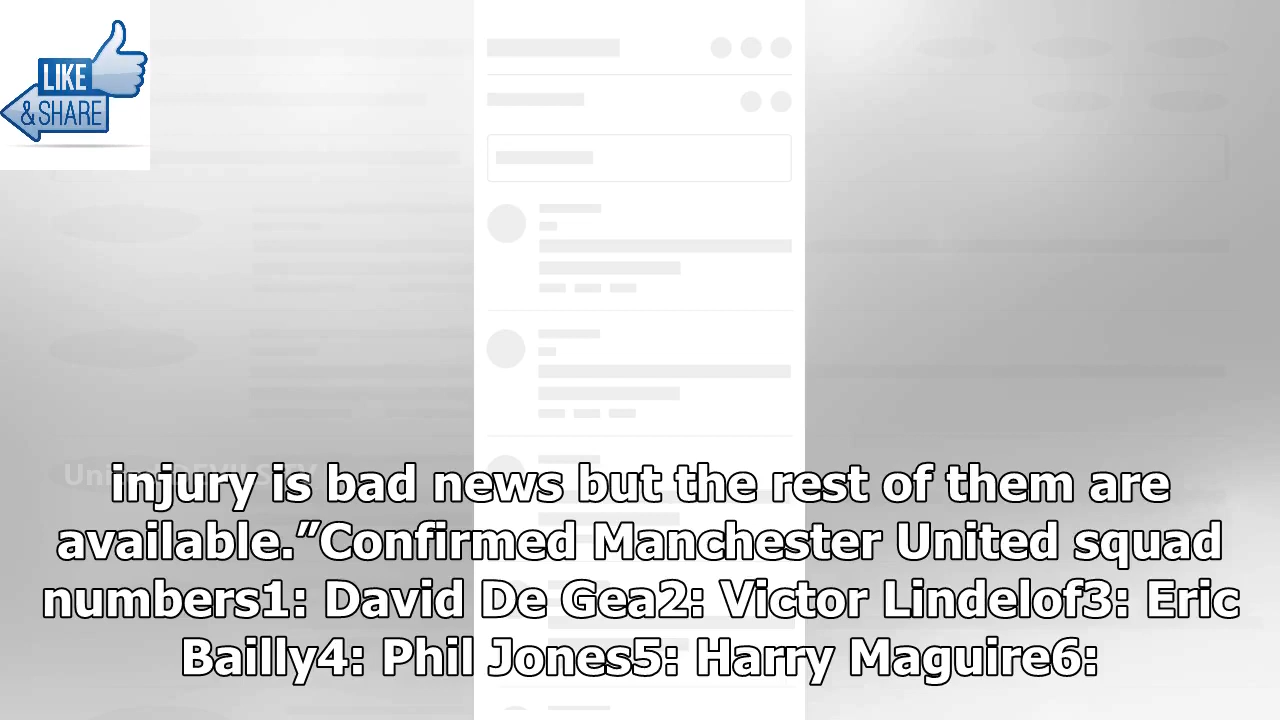 LIKE
& SHARE
injury is bad news but the rest of them are
available.”Confirmed Manchester United squad
numbers1: David De Gea2: Victor Lindelof3: Eric
Bailly4: Phil Jones5: Harry Maguire6: